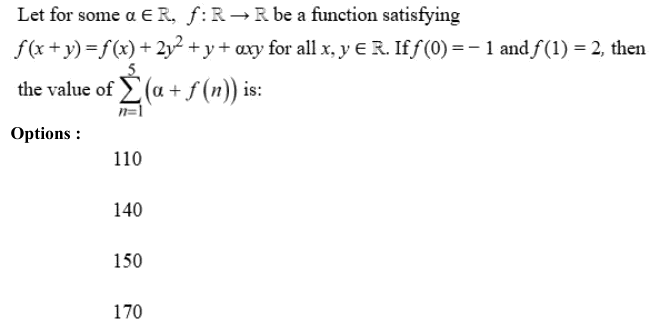 Let for some α ∈ ℝ, f : ℝ → ℝ be a function satisfying
f(x + y) = f(x) + 2y² + y + αxy for all x, y ∈ ℝ. If f(0) = – 1 and f(1) = 2, then
the value of ∑_{n=1}^{5} (α + f(n)) is:
Options :
110
140
150
170